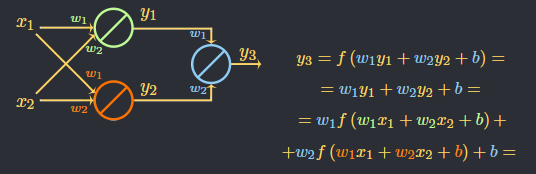 x₁ w₁ y₁
w₂ w₁ y₃
w₁ w₂
x₂ w₂ y₂
y₃ = f (w₁y₁ + w₂y₂ + b) =
= w₁y₁ + w₂y₂ + b =
= w₁f (w₁x₁ + w₂x₂ + b) +
+w₂f (w₁x₁ + w₂x₂ + b) + b =